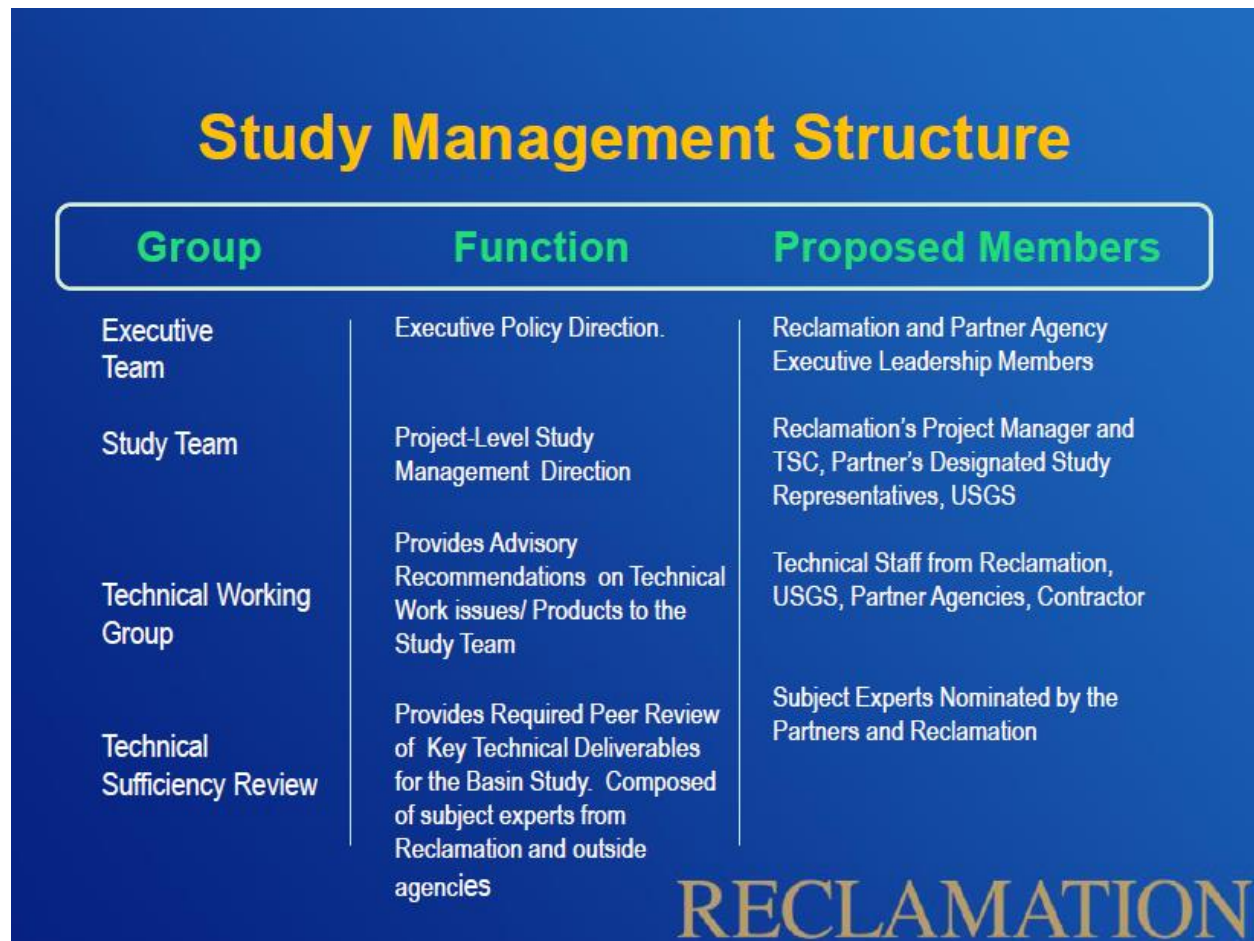 Study Management Structure
Group Function Proposed Members
Executive
Team
Executive Policy Direction.
Reclamation and Partner Agency
Executive Leadership Members
Study Team
Project-Level Study
Management Direction
Reclamation's Project Manager and
TSC, Partner's Designated Study
Representatives, USGS
Technical Working
Group
Provides Advisory
Recommendations on Technical
Work issues/ Products to the
Study Team
Technical Staff from Reclamation,
USGS, Partner Agencies, Contractor
Technical
Sufficiency Review
Provides Required Peer Review
of Key Technical Deliverables
for the Basin Study. Composed
of subject experts from
Reclamation and outside
agencies
Subject Experts Nominated by the
Partners and Reclamation
RECLAMATION